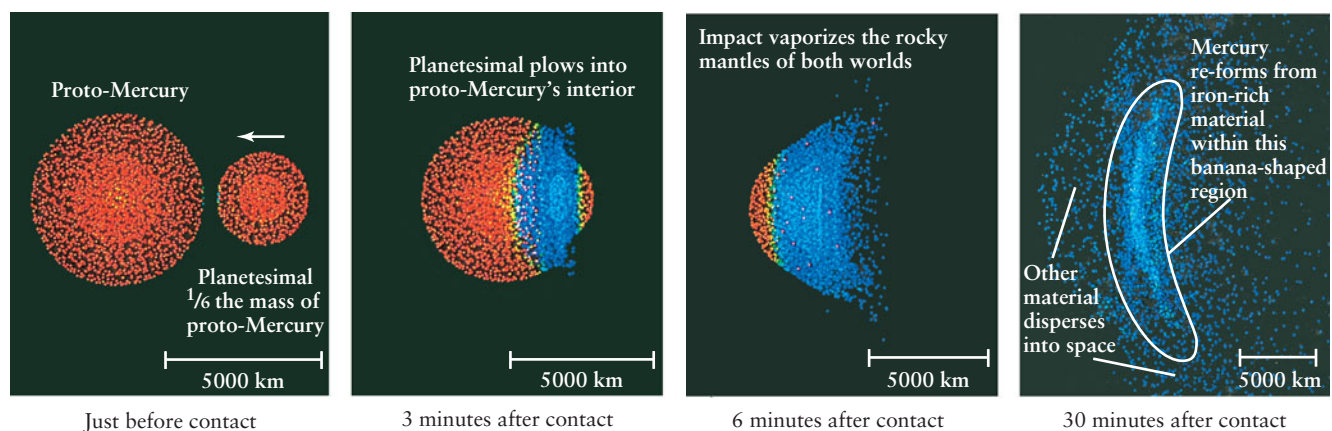 Proto-Mercury
Planetesimal
1/6 the mass of
proto-Mercury
5000 km
Just before contact
Planetesimal plows into
proto-Mercury's interior
5000 km
3 minutes after contact
Impact vaporizes the rocky
mantles of both worlds
5000 km
6 minutes after contact
Mercury
re-forms from
iron-rich
material
within this
banana-shaped
region
Other
material
disperses
into space
5000 km
30 minutes after contact